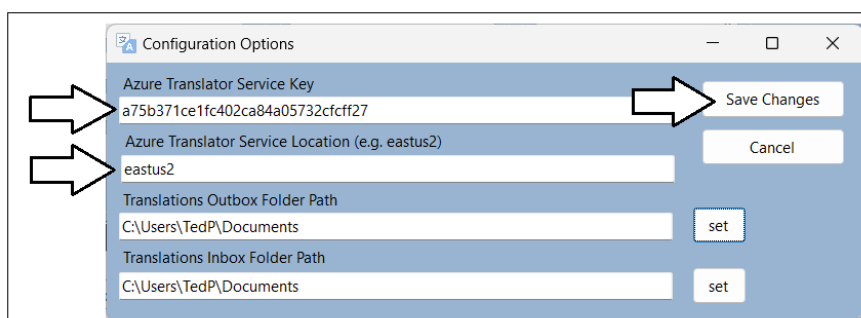 Configuration Options
Azure Translator Service Key
a75b371ce1fc402ca84a05732cfcff27
Save Changes
Azure Translator Service Location (e.g. eastus2)
Cancel
eastus2
Translations Outbox Folder Path
C:\Users\TedP\Documents
set
Translations Inbox Folder Path
C:\Users\TedP\Documents
set